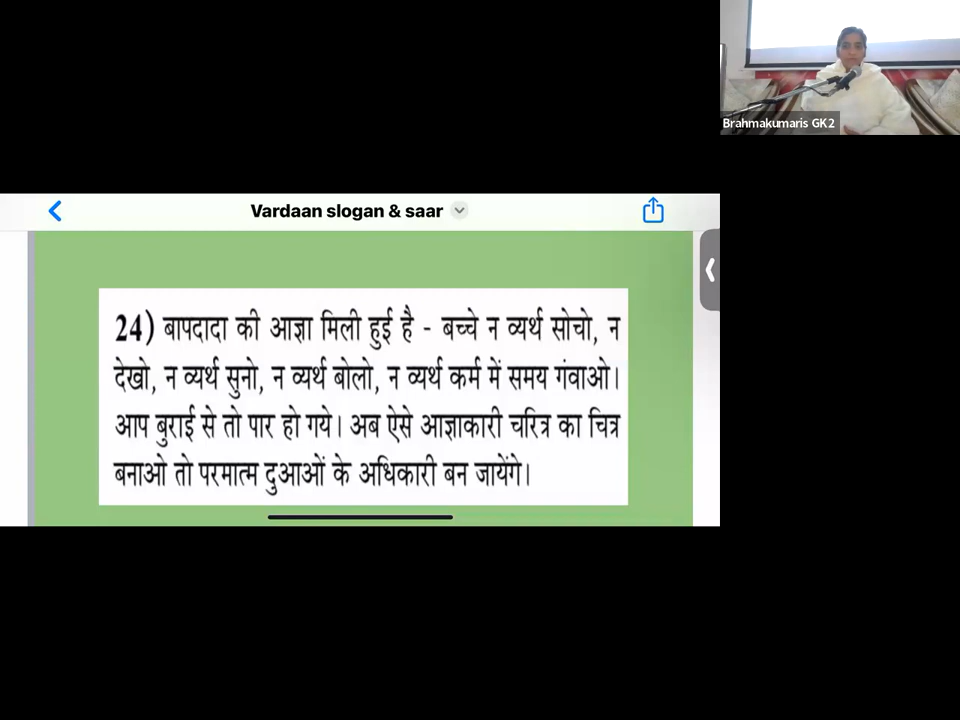 Brahmakumaris GK2
Vardaan slogan & saar
24) बापदादा की आज्ञा मिली हुई है - बच्चे न व्यर्थ सोचो, न
देखो, न व्यर्थ सुनो, न व्यर्थ बोलो, न व्यर्थ कर्म में समय गंवाओ।
आप बुराई से तो पार हो गये। अब ऐसे आज्ञाकारी चरित्र का चित्र
बनाओ तो परमात्म दुआओं के अधिकारी बन जायेंगे।